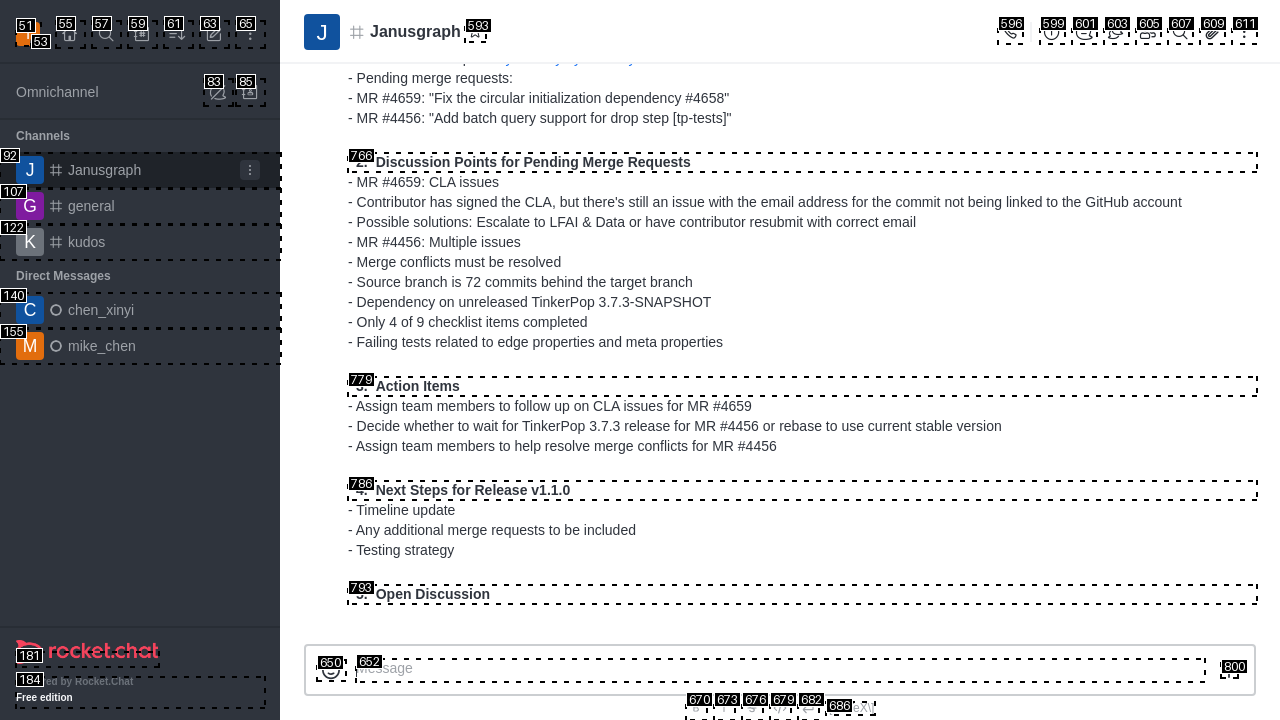 51
53
55
57
59
61
63
65
Omnichannel
83
85
Channels
92
J
Janusgraph
107
G
general
122
K
kudos
Direct Messages
140
C
chen_xinyi
155
M
mike_chen
181
rocket.chat
184
by Rocket.Chat
Free edition
J
Janusgraph
593
596
599
601
603
605
607
609
611
- Pending merge requests:
- MR #4659: "Fix the circular initialization dependency #4658"
- MR #4456: "Add batch query support for drop step [tp-tests]"
766
Discussion Points for Pending Merge Requests
- MR #4659: CLA issues
- Contributor has signed the CLA, but there's still an issue with the email address for the commit not being linked to the GitHub account
- Possible solutions: Escalate to LFAI & Data or have contributor resubmit with correct email
- MR #4456: Multiple issues
- Merge conflicts must be resolved
- Source branch is 72 commits behind the target branch
- Dependency on unreleased TinkerPop 3.7.3-SNAPSHOT
- Only 4 of 9 checklist items completed
- Failing tests related to edge properties and meta properties
779
Action Items
- Assign team members to follow up on CLA issues for MR #4659
- Decide whether to wait for TinkerPop 3.7.3 release for MR #4456 or rebase to use current stable version
- Assign team members to help resolve merge conflicts for MR #4456
786
Next Steps for Release v1.1.0
- Timeline update
- Any additional merge requests to be included
- Testing strategy
793
Open Discussion
650
652
Message
800
670
673
676
679
682
686